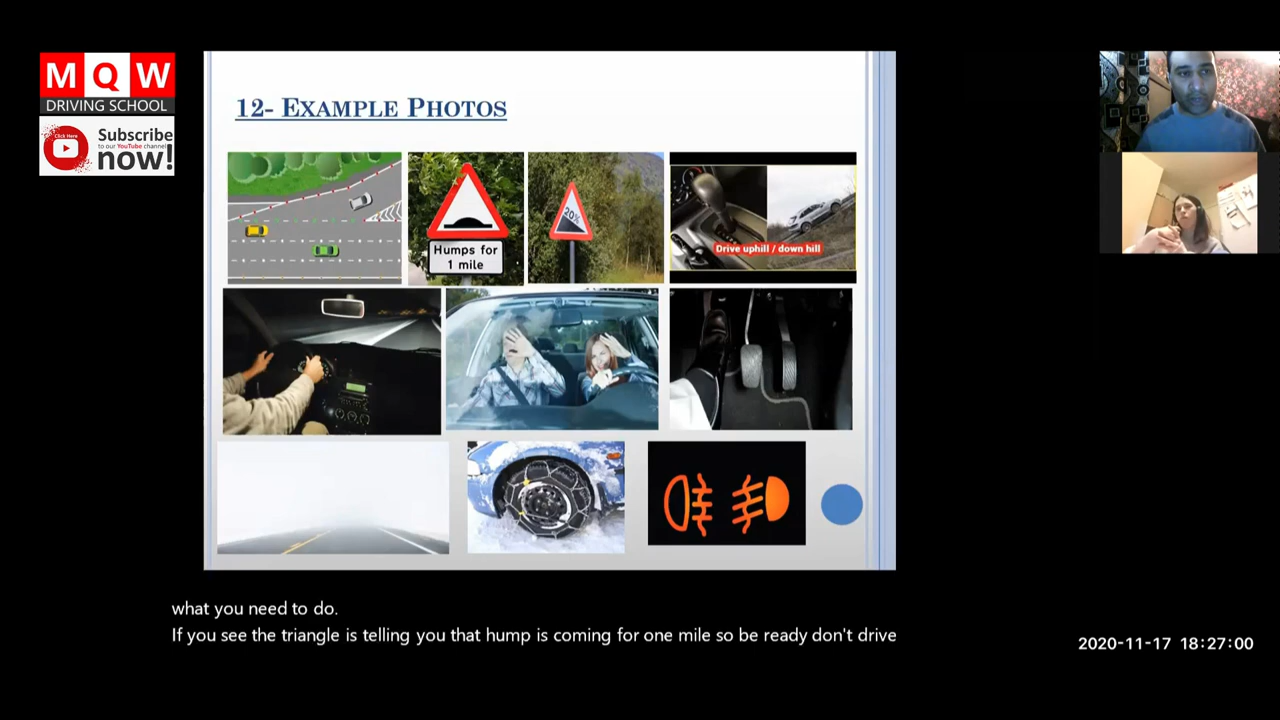 M Q W
DRIVING SCHOOL
Click Here
Subscribe
to our YouTube channel
now!
12- EXAMPLE PHOTOS
Humps for
1 mile
20%
Drive uphill / down hill
what you need to do.
If you see the triangle is telling you that hump is coming for one mile so be ready don't drive
2020-11-17 18:27:00